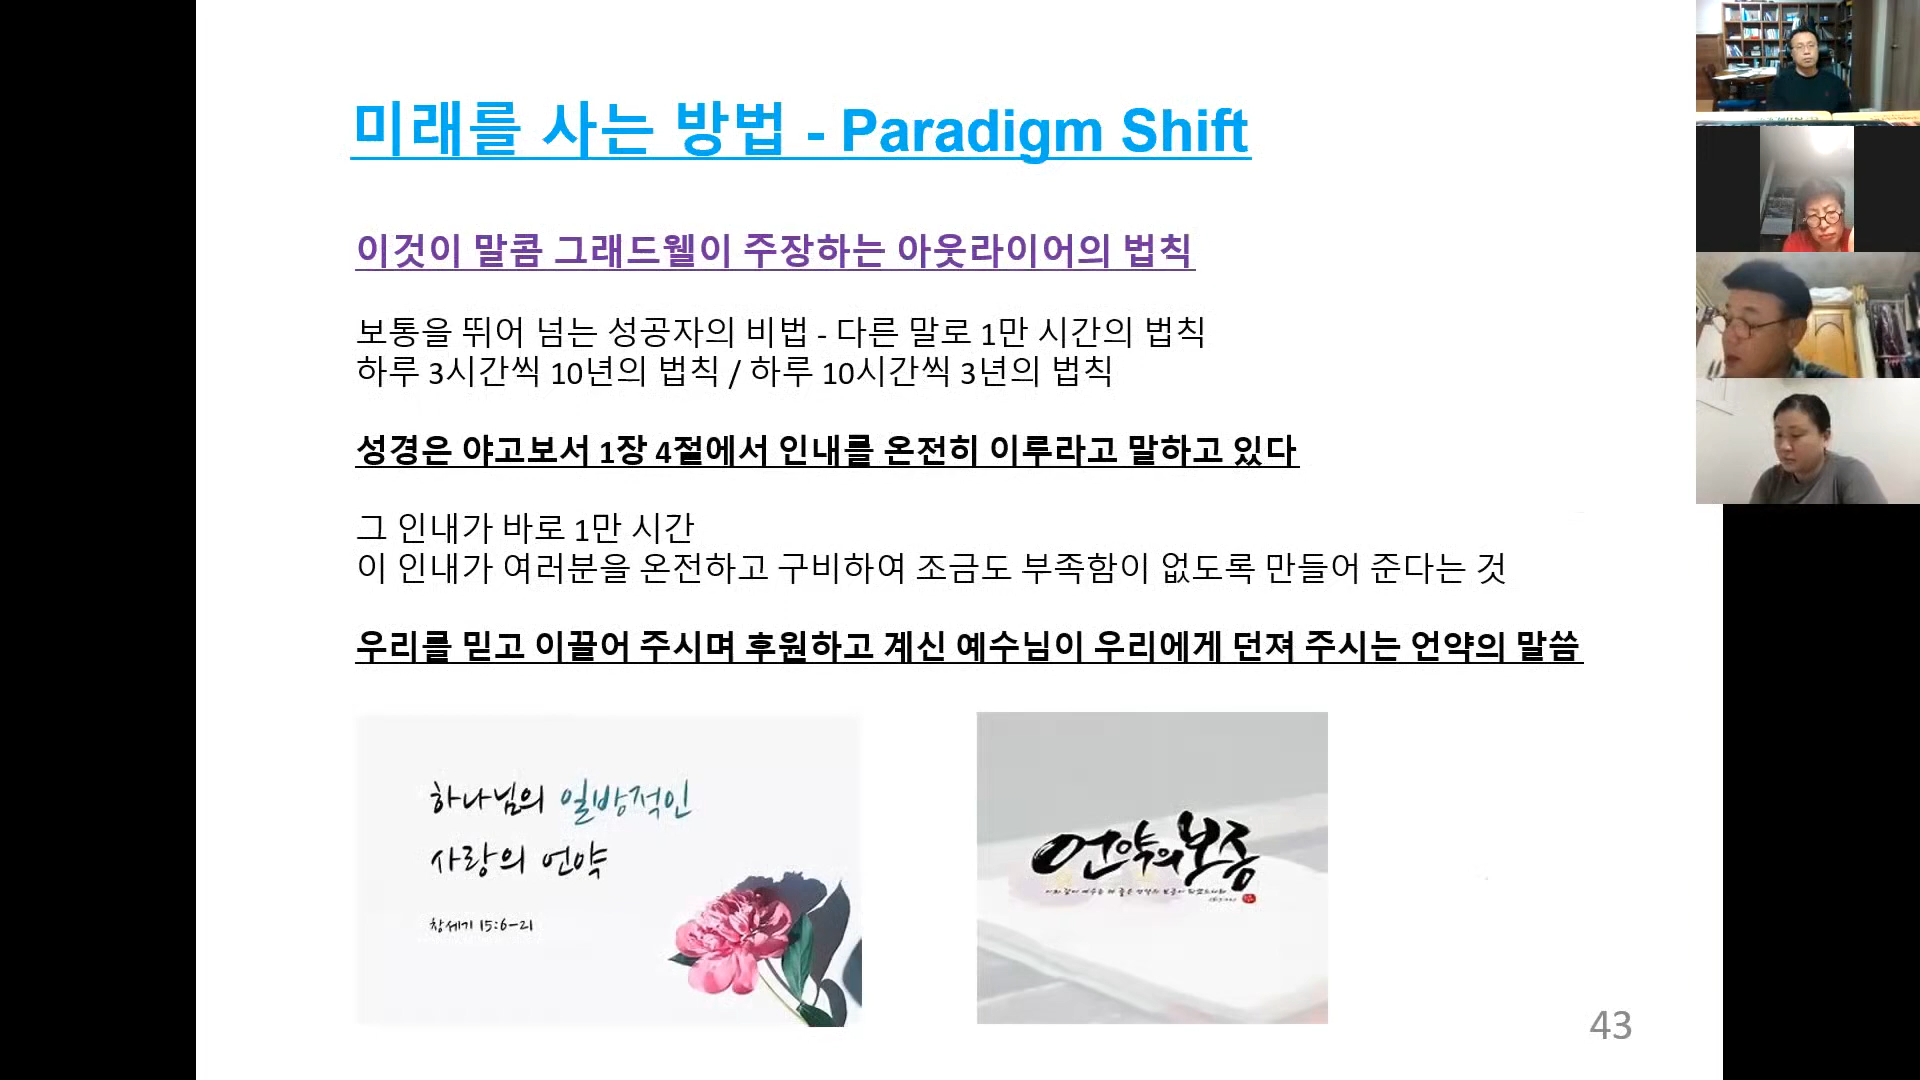 미래를 사는 방법 - Paradigm Shift
이것이 말콤 그래드웰이 주장하는 아웃라이어의 법칙
보통을 뛰어 넘는 성공자의 비법 - 다른 말로 1만 시간의 법칙
하루 3시간씩 10년의 법칙 / 하루 10시간씩 3년의 법칙
성경은 야고보서 1장 4절에서 인내를 온전히 이루라고 말하고 있다
그 인내가 바로 1만 시간
이 인내가 여러분을 온전하고 구비하여 조금도 부족함이 없도록 만들어 준다는 것
우리를 믿고 이끌어 주시며 후원하고 계신 예수님이 우리에게 던져 주시는 언약의 말씀
하나님의 일방적인
사랑의 언약
창세기 15:6-21
언약의 보증
43